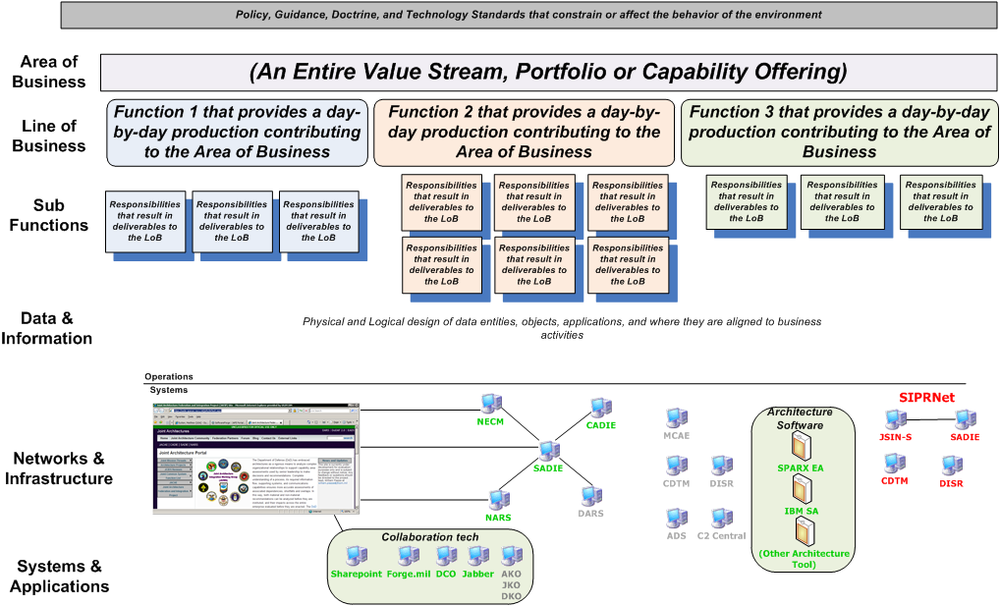 Policy, Guidance, Doctrine, and Technology Standards that constrain or affect the behavior of the environment
Area of
Business
(An Entire Value Stream, Portfolio or Capability Offering)
Line of
Business
Function 1 that provides a day-
by-day production contributing
to the Area of Business
Function 2 that provides a day-by-
day production contributing to the
Area of Business
Function 3 that provides a day-by-day
production contributing to the Area of
Business
Sub
Functions
Responsibilities
that result in
deliverables to
the LoB
Responsibilities
that result in
deliverables to
the LoB
Responsibilities
that result in
deliverables to
the LoB
Responsibilities
that result in
deliverables to
the LoB
Responsibilities
that result in
deliverables to
the LoB
Responsibilities
that result in
deliverables to
the LoB
Responsibilities
that result in
deliverables to
the LoB
Responsibilities
that result in
deliverables to
the LoB
Responsibilities
that result in
deliverables to
the LoB
Responsibilities
that result in
deliverables to
the LoB
Responsibilities
that result in
deliverables to
the LoB
Responsibilities
that result in
deliverables to
the LoB
Data &
Information
Physical and Logical design of data entities, objects, applications, and where they are aligned to business
activities
Operations
Systems
Networks &
Infrastructure
Joint Architectures
Joint Architecture Portal
NECM
CADIE
SADIE
NARS
DARS
MCAE
CDTM
DISR
ADS
C2 Central
Architecture
Software
SPARX EA
IBM SA
(Other Architecture
Tool)
SIPRNet
JSIN-S
SADIE
CDTM
DISR
Systems &
Applications
Collaboration tech
Sharepoint
Forge.mil
DCO
Jabber
AKO
JKO
DKO